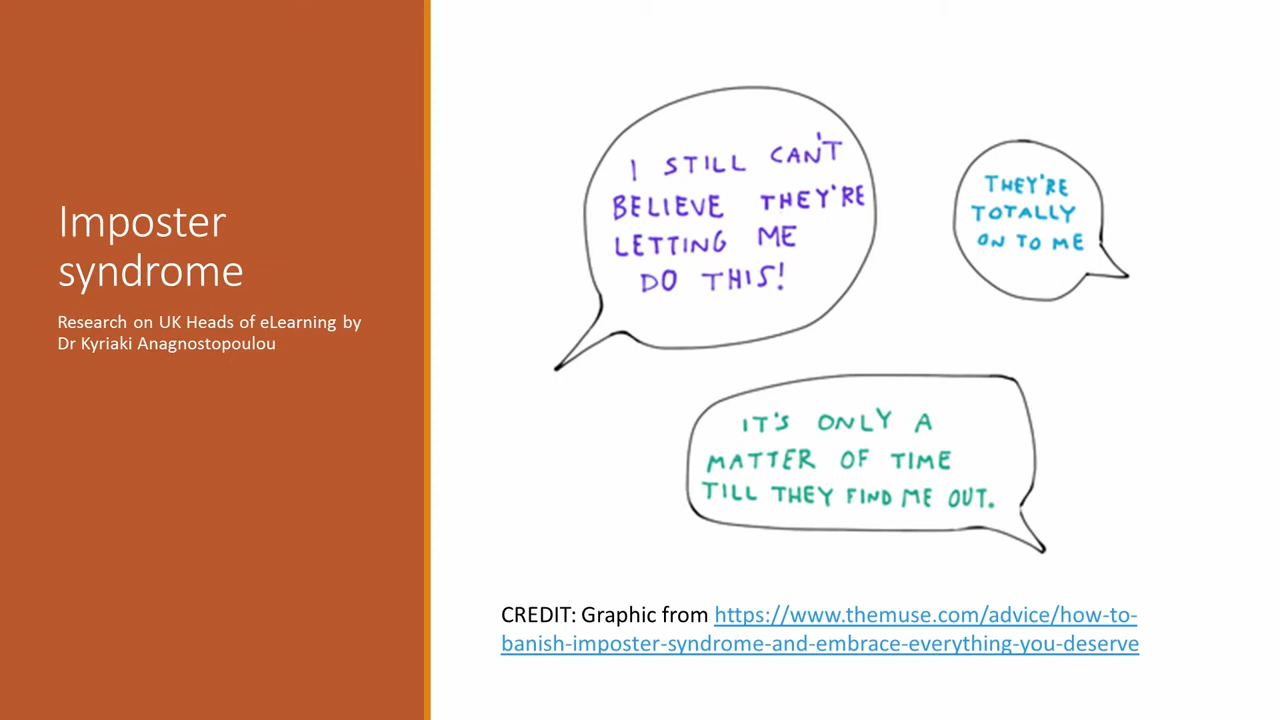 Imposter
syndrome
Research on UK Heads of eLearning by
Dr Kyriaki Anagnostopoulou
I STILL CAN'T
BELIEVE THEY'RE
LETTING ME
DO THIS!
THEY'RE
TOTALLY
ON TO ME
IT'S ONLY A
MATTER OF TIME
TILL THEY FIND ME OUT.
CREDIT: Graphic from https://www.themuse.com/advice/how-to-
banish-imposter-syndrome-and-embrace-everything-you-deserve